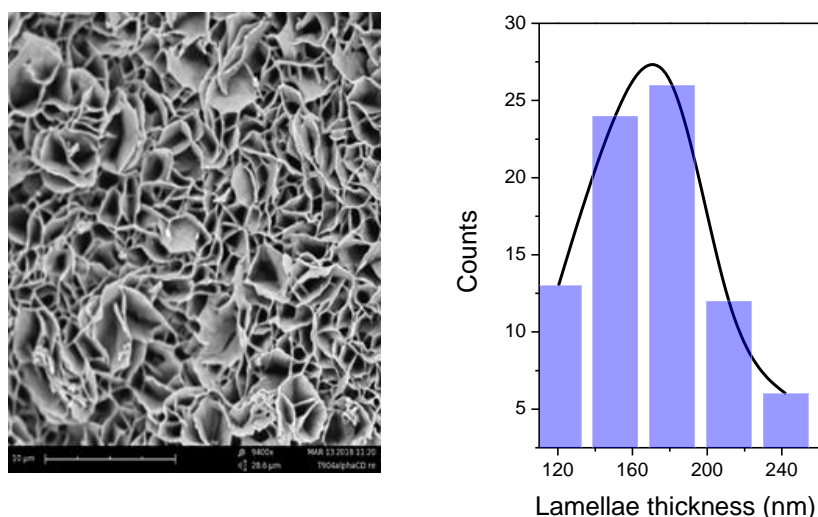 10 µm
9400x
MAR 13 2018 11:20
28.6 µm
T904alphaCD re
30
25
20
15
10
5
Counts
120 160 200 240
Lamellae thickness (nm)